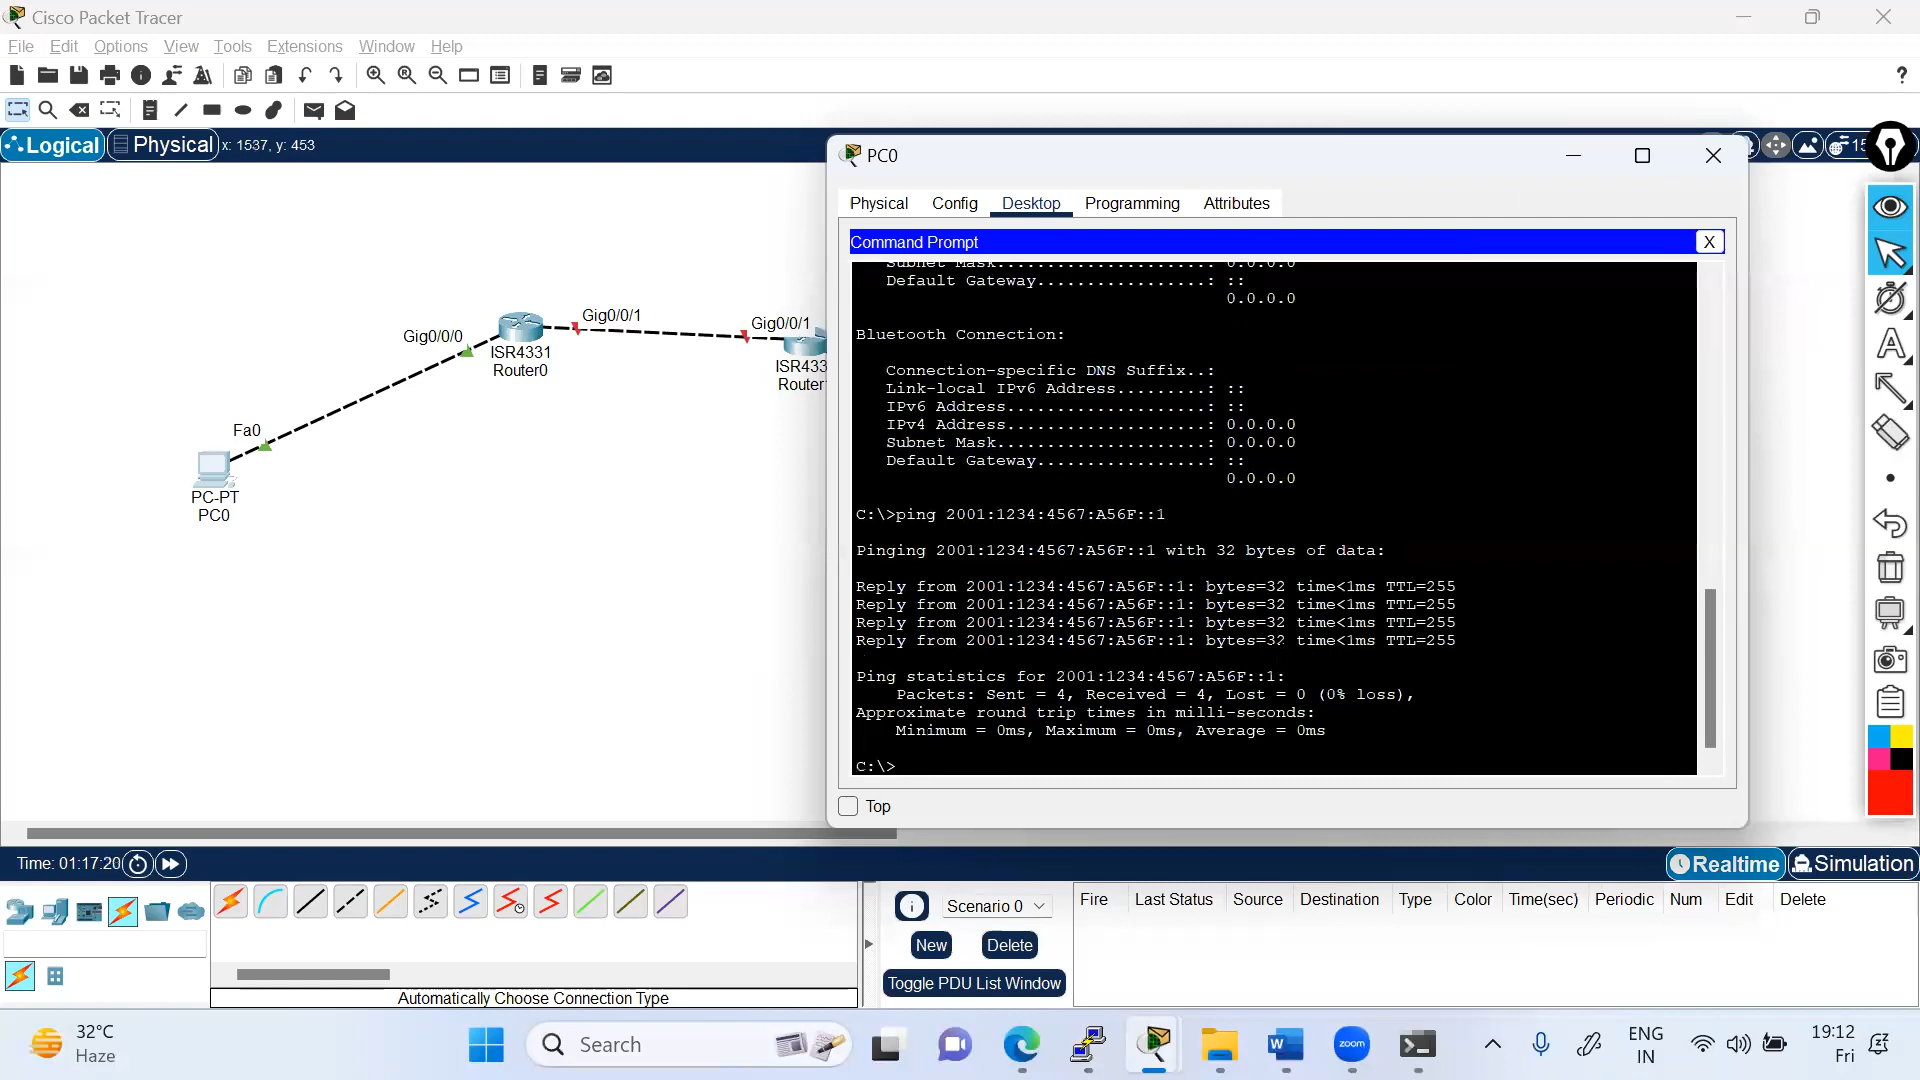 Cisco Packet Tracer
File Edit Options View Tools Extensions Window Help
?
Logical Physical x: 1537, y: 453
PC0
Physical Config Desktop Programming Attributes
Command Prompt X
Subnet Mask......................: 0.0.0.0
Default Gateway.................: ::
0.0.0.0
Bluetooth Connection:
Connection-specific DNS Suffix..:
Link-local IPv6 Address.........: ::
IPv6 Address....................: ::
IPv4 Address....................: 0.0.0.0
Subnet Mask.....................: 0.0.0.0
Default Gateway.................: ::
0.0.0.0
C:\>ping 2001:1234:4567:A56F::1
Pinging 2001:1234:4567:A56F::1 with 32 bytes of data:
Reply from 2001:1234:4567:A56F::1: bytes=32 time<1ms TTL=255
Reply from 2001:1234:4567:A56F::1: bytes=32 time<1ms TTL=255
Reply from 2001:1234:4567:A56F::1: bytes=32 time<1ms TTL=255
Reply from 2001:1234:4567:A56F::1: bytes=32 time<1ms TTL=255
Ping statistics for 2001:1234:4567:A56F::1:
Packets: Sent = 4, Received = 4, Lost = 0 (0% loss),
Approximate round trip times in milli-seconds:
Minimum = 0ms, Maximum = 0ms, Average = 0ms
C:\>
Top
Gig0/0/0
Gig0/0/1
Gig0/0/1
ISR4331
Router0
ISR433
Router
Fa0
PC-PT
PC0
A
Time: 01:17:20
Realtime Simulation
Scenario 0
New Delete
Toggle PDU List Window
Fire Last Status Source Destination Type Color Time(sec) Periodic Num Edit Delete
Automatically Choose Connection Type
32°C
Haze
Search
zoom
ENG
IN
19:12
Fri